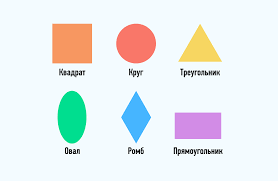 Квадрат
Круг
Треугольник
Овал
Ромб
Прямоугольник